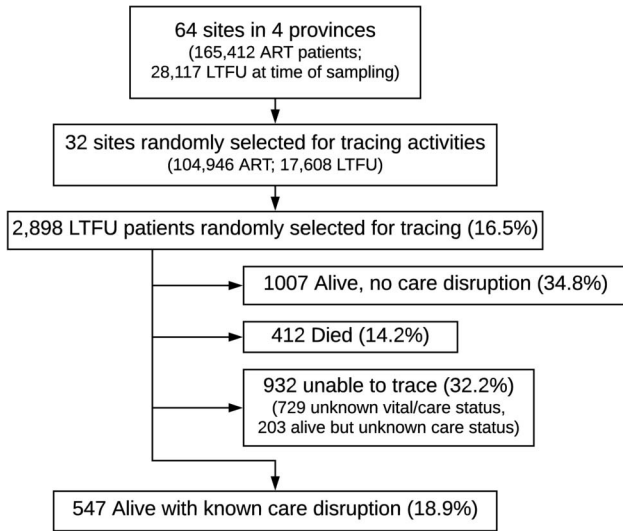 64 sites in 4 provinces
(165,412 ART patients;
28,117 LTFU at time of sampling)
32 sites randomly selected for tracing activities
(104,946 ART; 17,608 LTFU)
2,898 LTFU patients randomly selected for tracing (16.5%)
1007 Alive, no care disruption (34.8%)
412 Died (14.2%)
932 unable to trace (32.2%)
(729 unknown vital/care status,
203 alive but unknown care status)
547 Alive with known care disruption (18.9%)